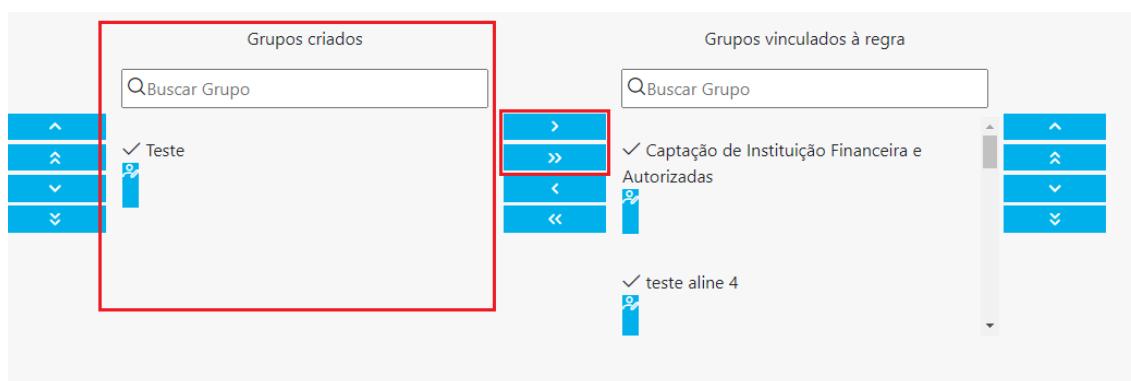 Grupos criados
Buscar Grupo
Teste
Grupos vinculados à regra
Buscar Grupo
Captação de Instituição Financeira e
Autorizadas
teste aline 4